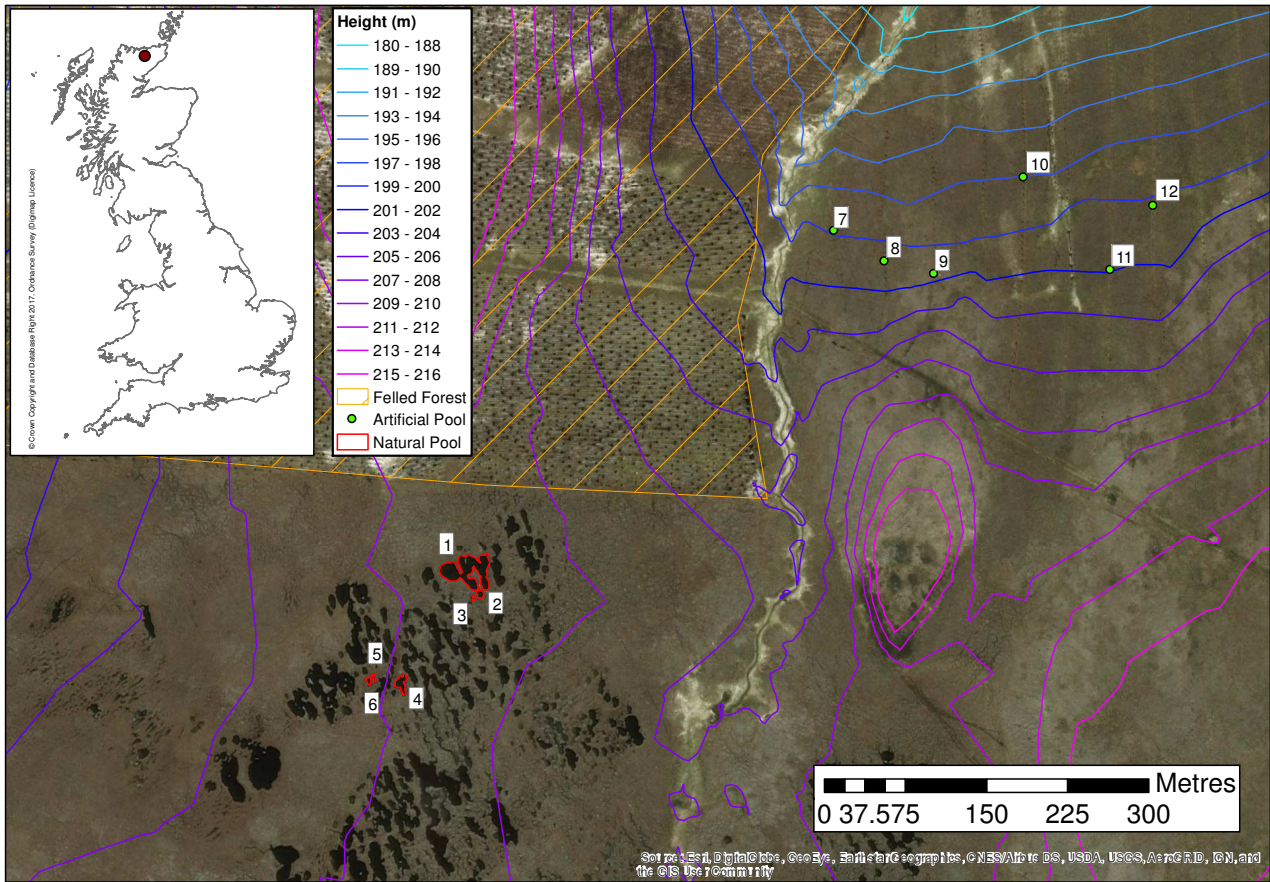 © Crown Copyright and Database Right 2017. Ordnance Survey (Digimap Licence)
Height (m)
180 - 188
189 - 190
191 - 192
193 - 194
195 - 196
197 - 198
199 - 200
201 - 202
203 - 204
205 - 206
207 - 208
209 - 210
211 - 212
213 - 214
215 - 216
Felled Forest
Artificial Pool
Natural Pool
10
12
7
8
9
11
1
2
3
5
4
6
Metres
0 37.575 150 225 300
Source: Esri, DigitalGlobe, GeoEye, Earthstar Geographics, CNES/Airbus DS, USDA, USGS, AeroGRID, IGN, and
the GIS User Community